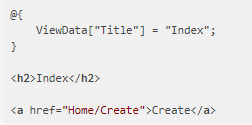 @{
    ViewData["Title"] = "Index";
}
<h2>Index</h2>
<a href="Home/Create">Create</a>